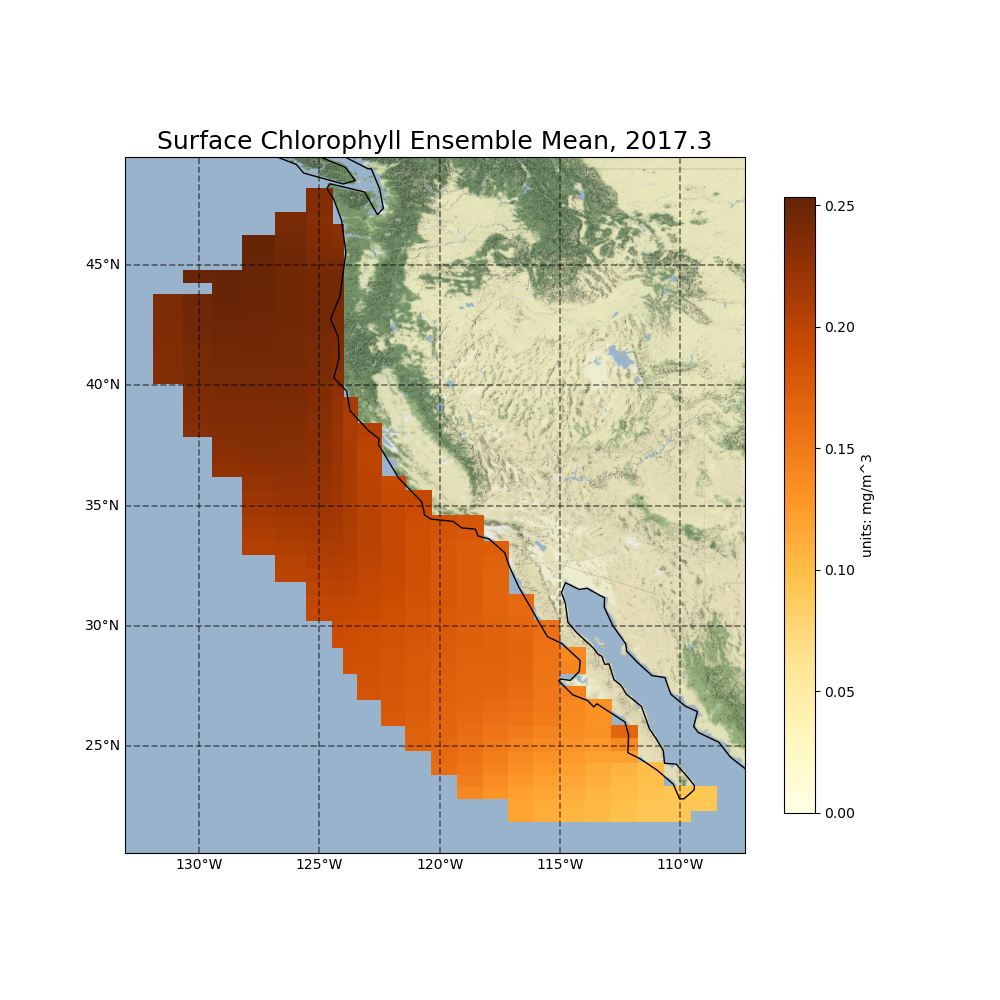 Surface Chlorophyll Ensemble Mean, 2017.3
45°N
40°N
35°N
30°N
25°N
130°W 125°W 120°W 115°W 110°W
0.25
0.20
0.15
0.10
0.05
0.00
units: mg/m^3